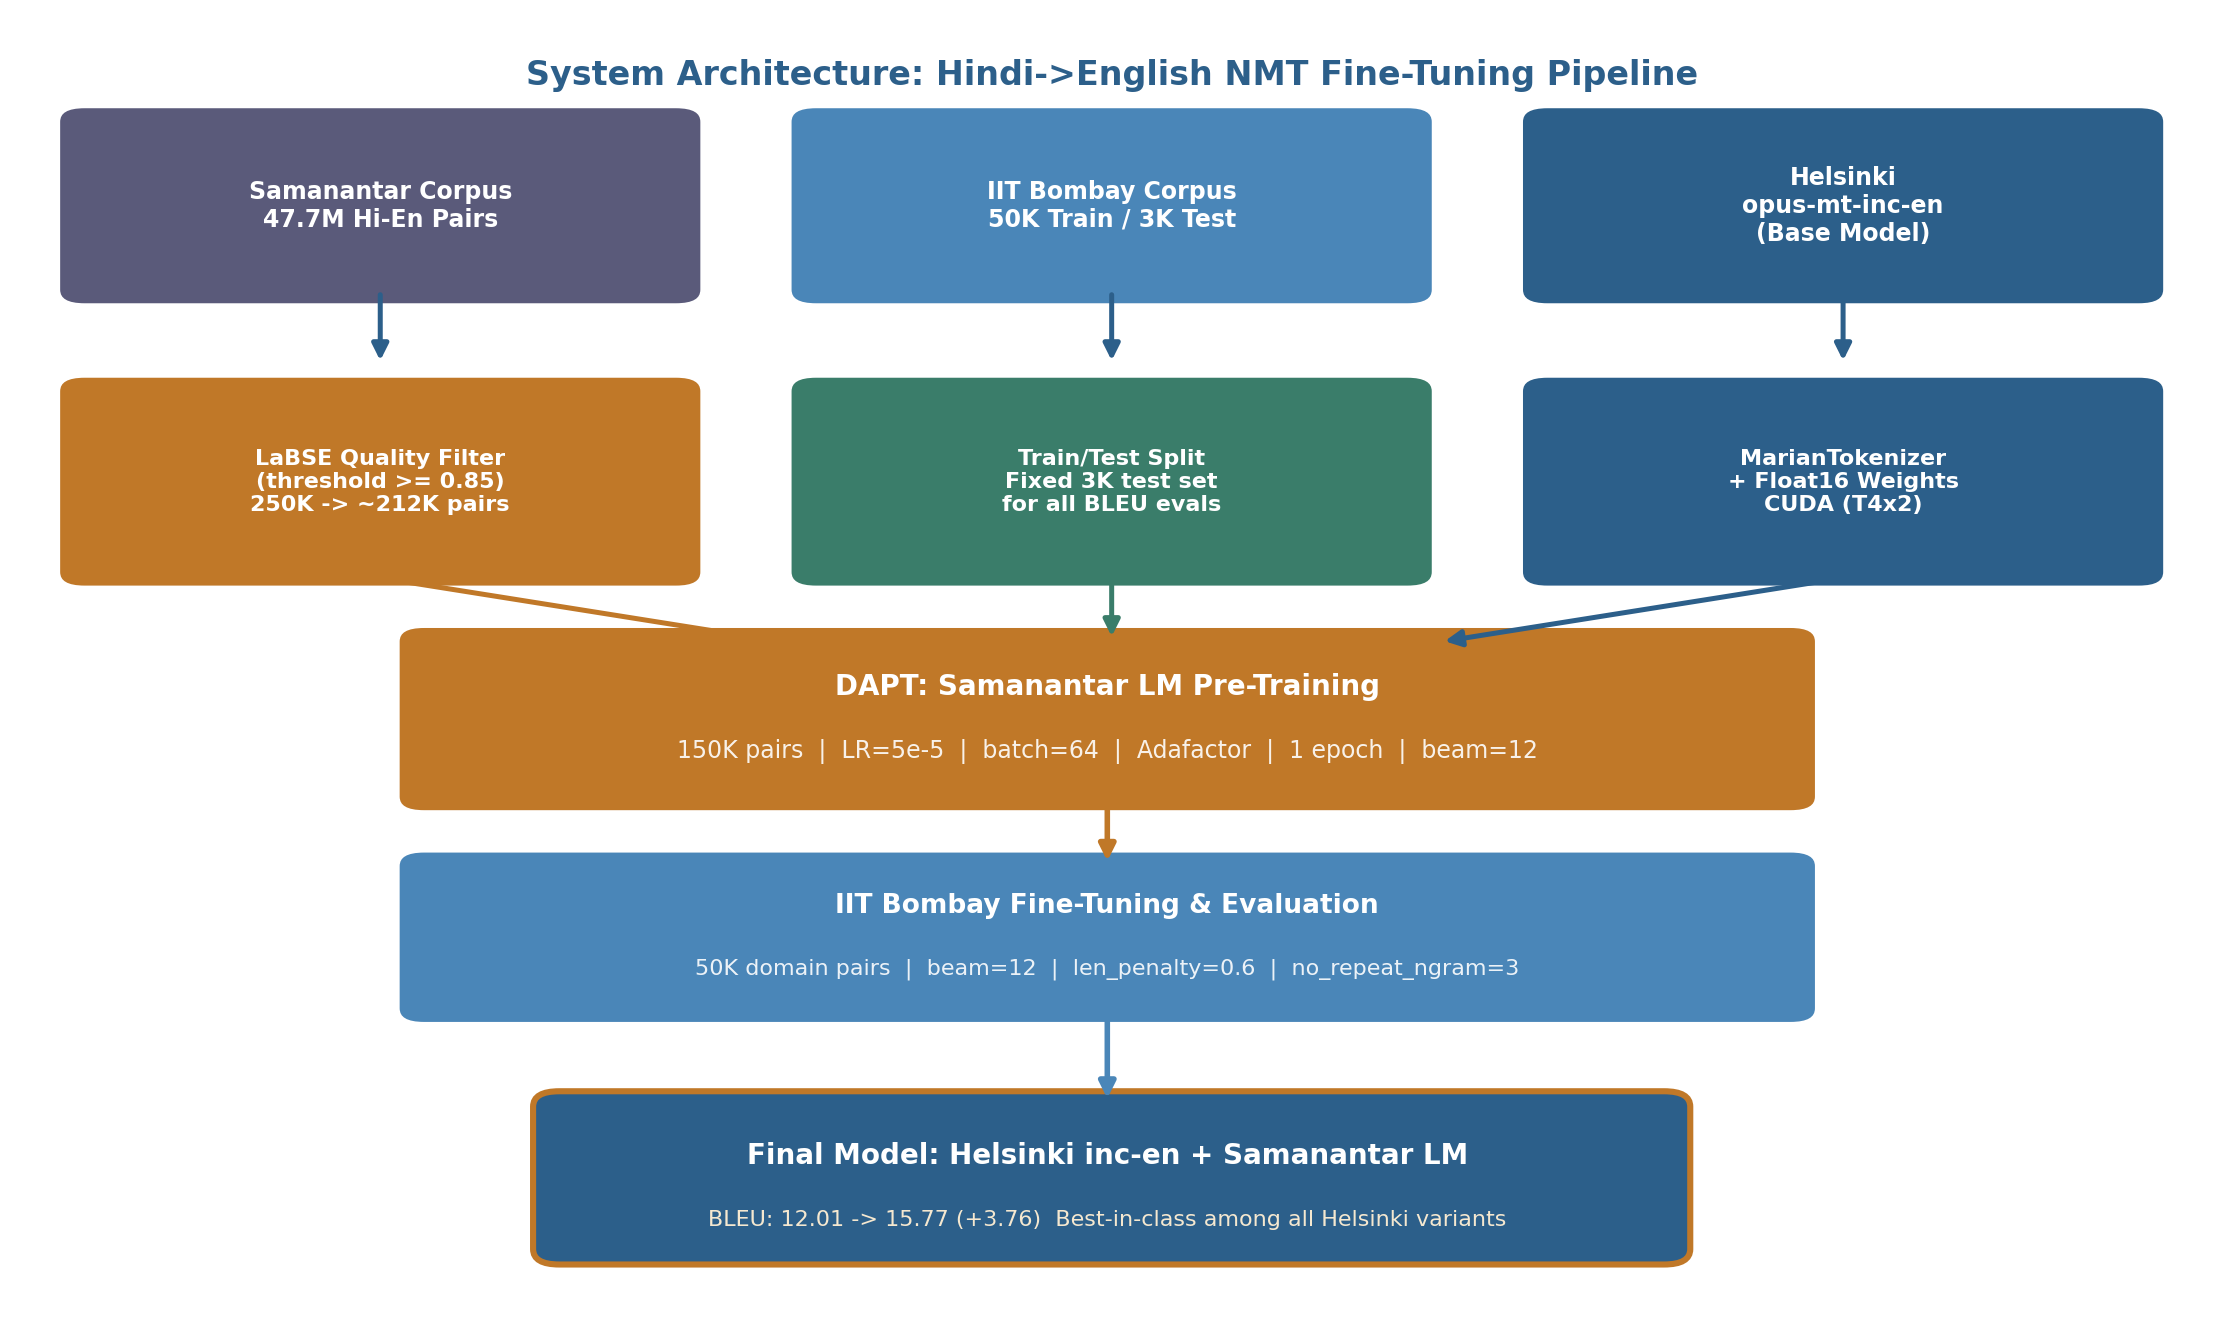 System Architecture: Hindi->English NMT Fine-Tuning Pipeline
Samanantar Corpus
47.7M Hi-En Pairs
IIT Bombay Corpus
50K Train / 3K Test
Helsinki
opus-mt-inc-en
(Base Model)
LaBSE Quality Filter
(threshold >= 0.85)
250K -> ~212K pairs
Train/Test Split
Fixed 3K test set
for all BLEU evals
MarianTokenizer
+ Float16 Weights
CUDA (T4x2)
DAPT: Samanantar LM Pre-Training
150K pairs | LR=5e-5 | batch=64 | Adafactor | 1 epoch | beam=12
IIT Bombay Fine-Tuning & Evaluation
50K domain pairs | beam=12 | len_penalty=0.6 | no_repeat_ngram=3
Final Model: Helsinki inc-en + Samanantar LM
BLEU: 12.01 -> 15.77 (+3.76) Best-in-class among all Helsinki variants